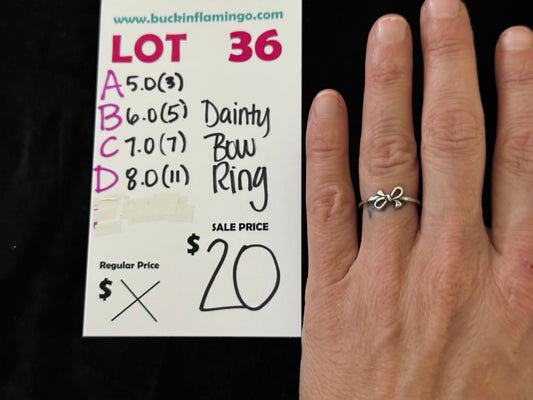 www.buckinflamingo.com
LOT 36
A 5.0(3)
B 6.0(5) Dainty
C 7.0(7) Bow
D 8.0(11) Ring
SALE PRICE
$20
Regular Price
$X